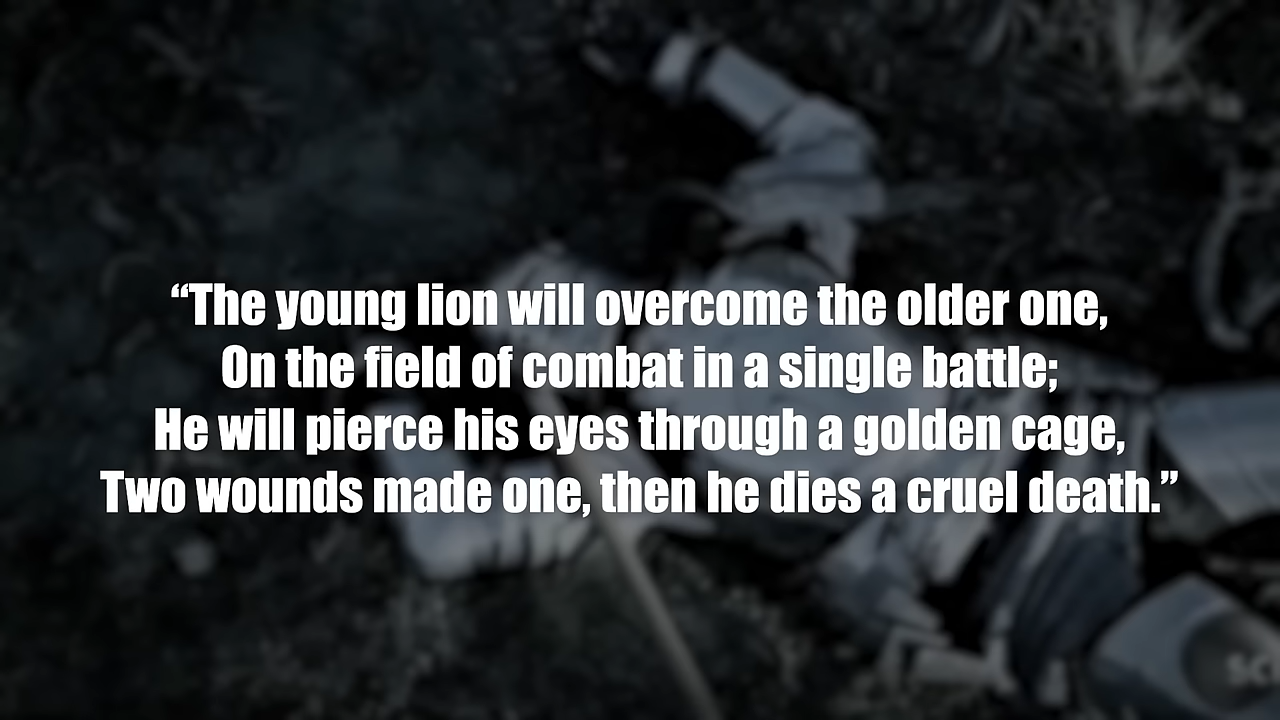 “The young lion will overcome the older one,
On the field of combat in a single battle;
He will pierce his eyes through a golden cage,
Two wounds made one, then he dies a cruel death.”